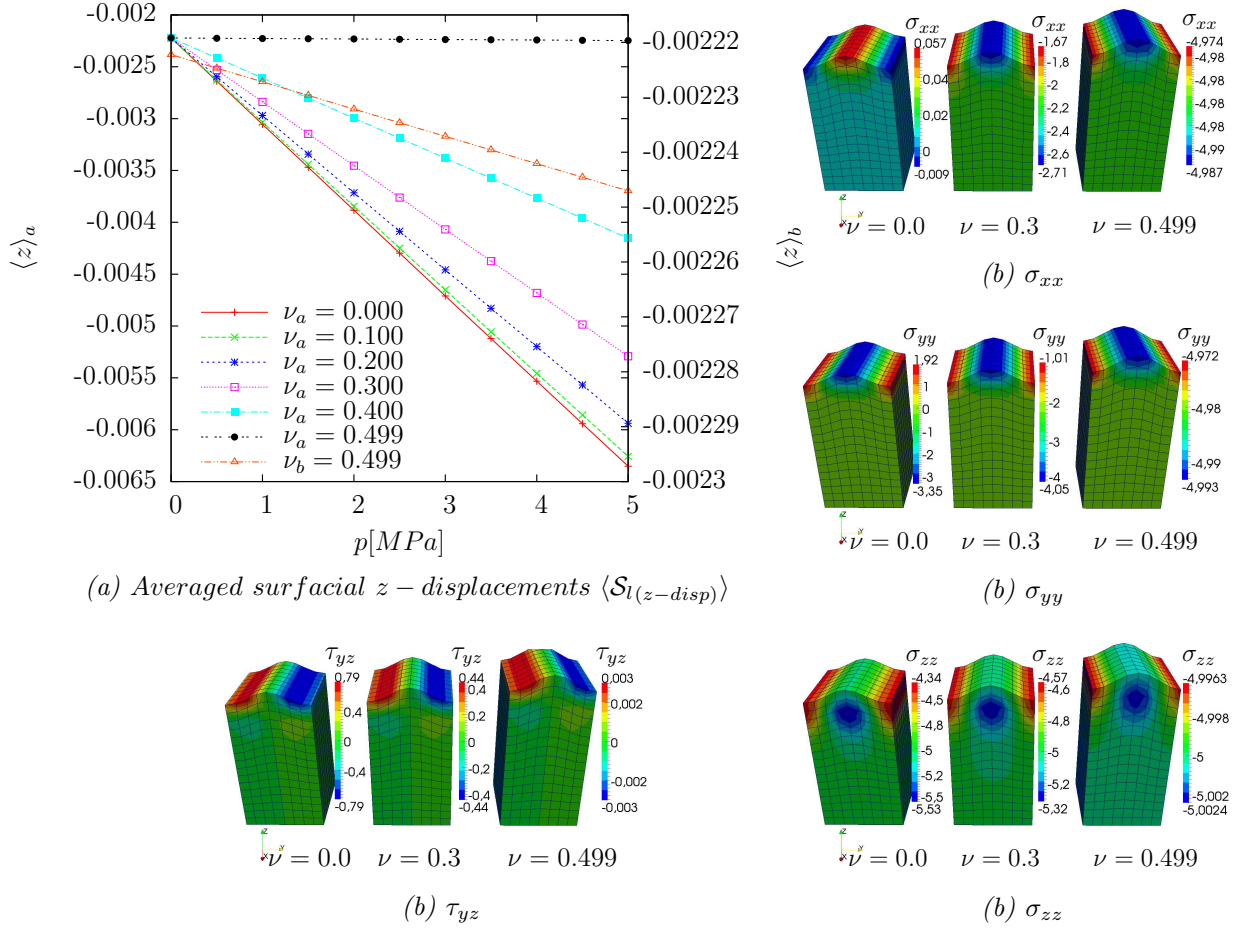 ⟨z⟩a
-0.002
-0.0025
-0.003
-0.0035
-0.004
-0.0045
-0.005
-0.0055
-0.006
-0.0065
νa = 0.000
νa = 0.100
νa = 0.200
νa = 0.300
νa = 0.400
νa = 0.499
νb = 0.499
0 1 2 3 4 5
p[MPa]
-0.00222
-0.00223
-0.00224
-0.00225
-0.00226
-0.00227
-0.00228
-0.00229
-0.0023
⟨z⟩b
(a) Averaged surfacial z − displacements ⟨Sl(z−disp)⟩
σxx
0,057
0,04
0,02
0
-0,009
σxx
-1,67
-1,8
-2
-2,2
-2,4
-2,6
-2,71
σxx
-4,974
-4,98
-4,98
-4,98
-4,98
-4,99
-4,987
Z
Y
X
ν = 0.0 ν = 0.3 ν = 0.499
(b) σxx
σyy
1,92
1
0
-1
-2
-3
-3,35
σyy
-1,01
-2
-3
-4
-4,05
σyy
-4,972
-4,98
-4,99
-4,993
Z
Y
X
ν = 0.0 ν = 0.3 ν = 0.499
(b) σyy
τyz
0,79
0,4
0
-0,4
-0,79
τyz
0,44
0,4
0,2
0
-0,2
-0,4
-0,44
τyz
0,003
0,002
0
-0,002
-0,003
Z
Y
X
ν = 0.0 ν = 0.3 ν = 0.499
(b) τyz
σzz
-4,34
-4,5
-5
-5,5
-5,53
σzz
-4,57
-4,6
-4,8
-5
-5,2
-5,32
σzz
-4,9963
-4,998
-5
-5,002
-5,0024
Z
Y
X
ν = 0.0 ν = 0.3 ν = 0.499
(b) σzz